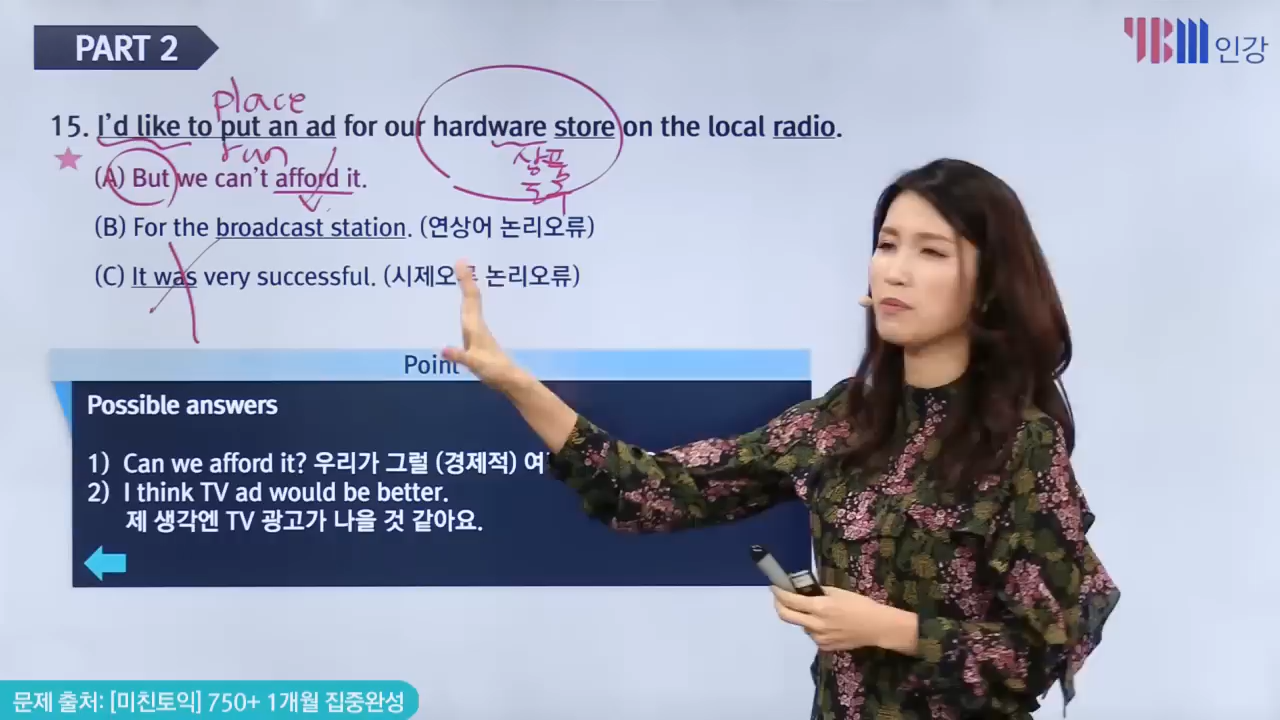 PART 2
YBM 인강
place
15. I'd like to put an ad for our hardware store on the local radio.
run
상품
(A) But we can't afford it.
(B) For the broadcast station. (연상어 논리오류)
(C) It was very successful. (시제오류 논리오류)
Point
Possible answers
1) Can we afford it? 우리가 그럴 (경제적) 여
2) I think TV ad would be better.
제 생각엔 TV 광고가 나을 것 같아요.
문제 출처: [미친토익] 750+ 1개월 집중완성